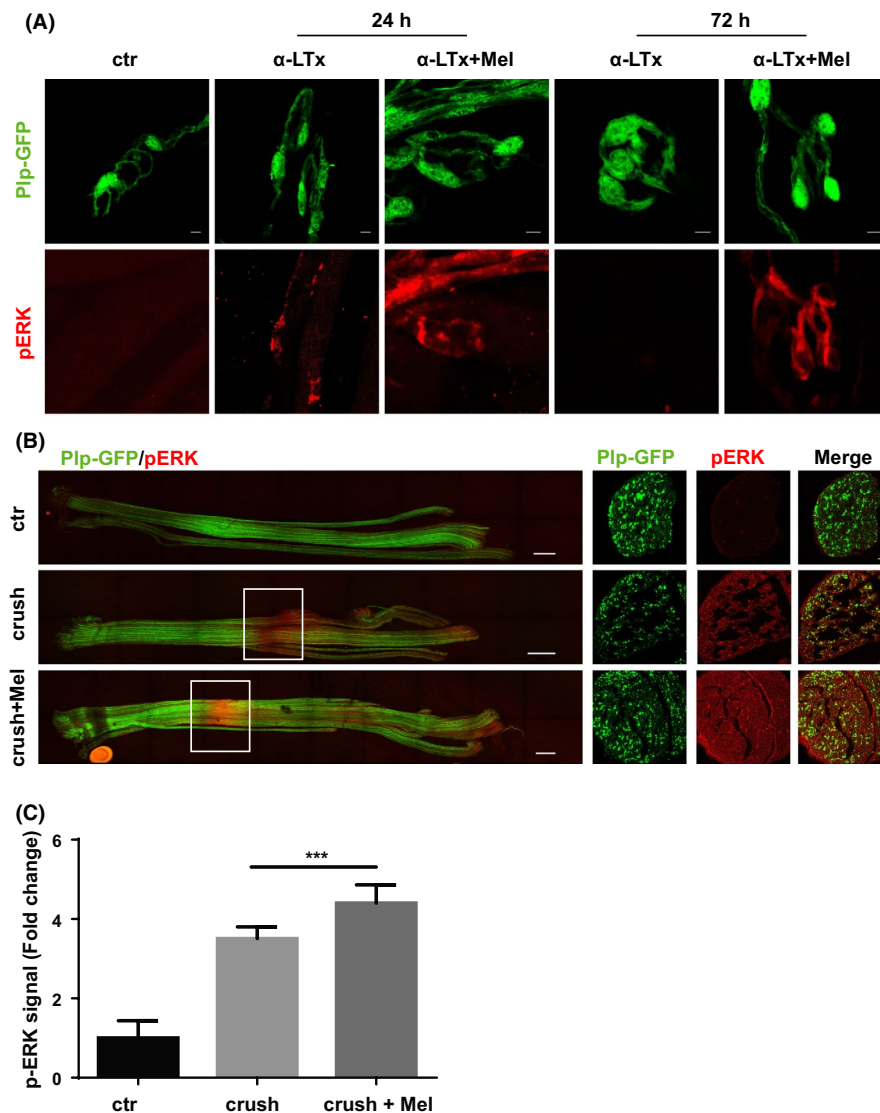 (A)
24 h
72 h
ctr
α-LTx
α-LTx+Mel
α-LTx
α-LTx+Mel
Plp-GFP
pERK
(B)
Plp-GFP/pERK
Plp-GFP
pERK
Merge
ctr
crush
crush+Mel
(C)
p-ERK signal (Fold change)
6
4
2
0
***
ctr
crush
crush + Mel